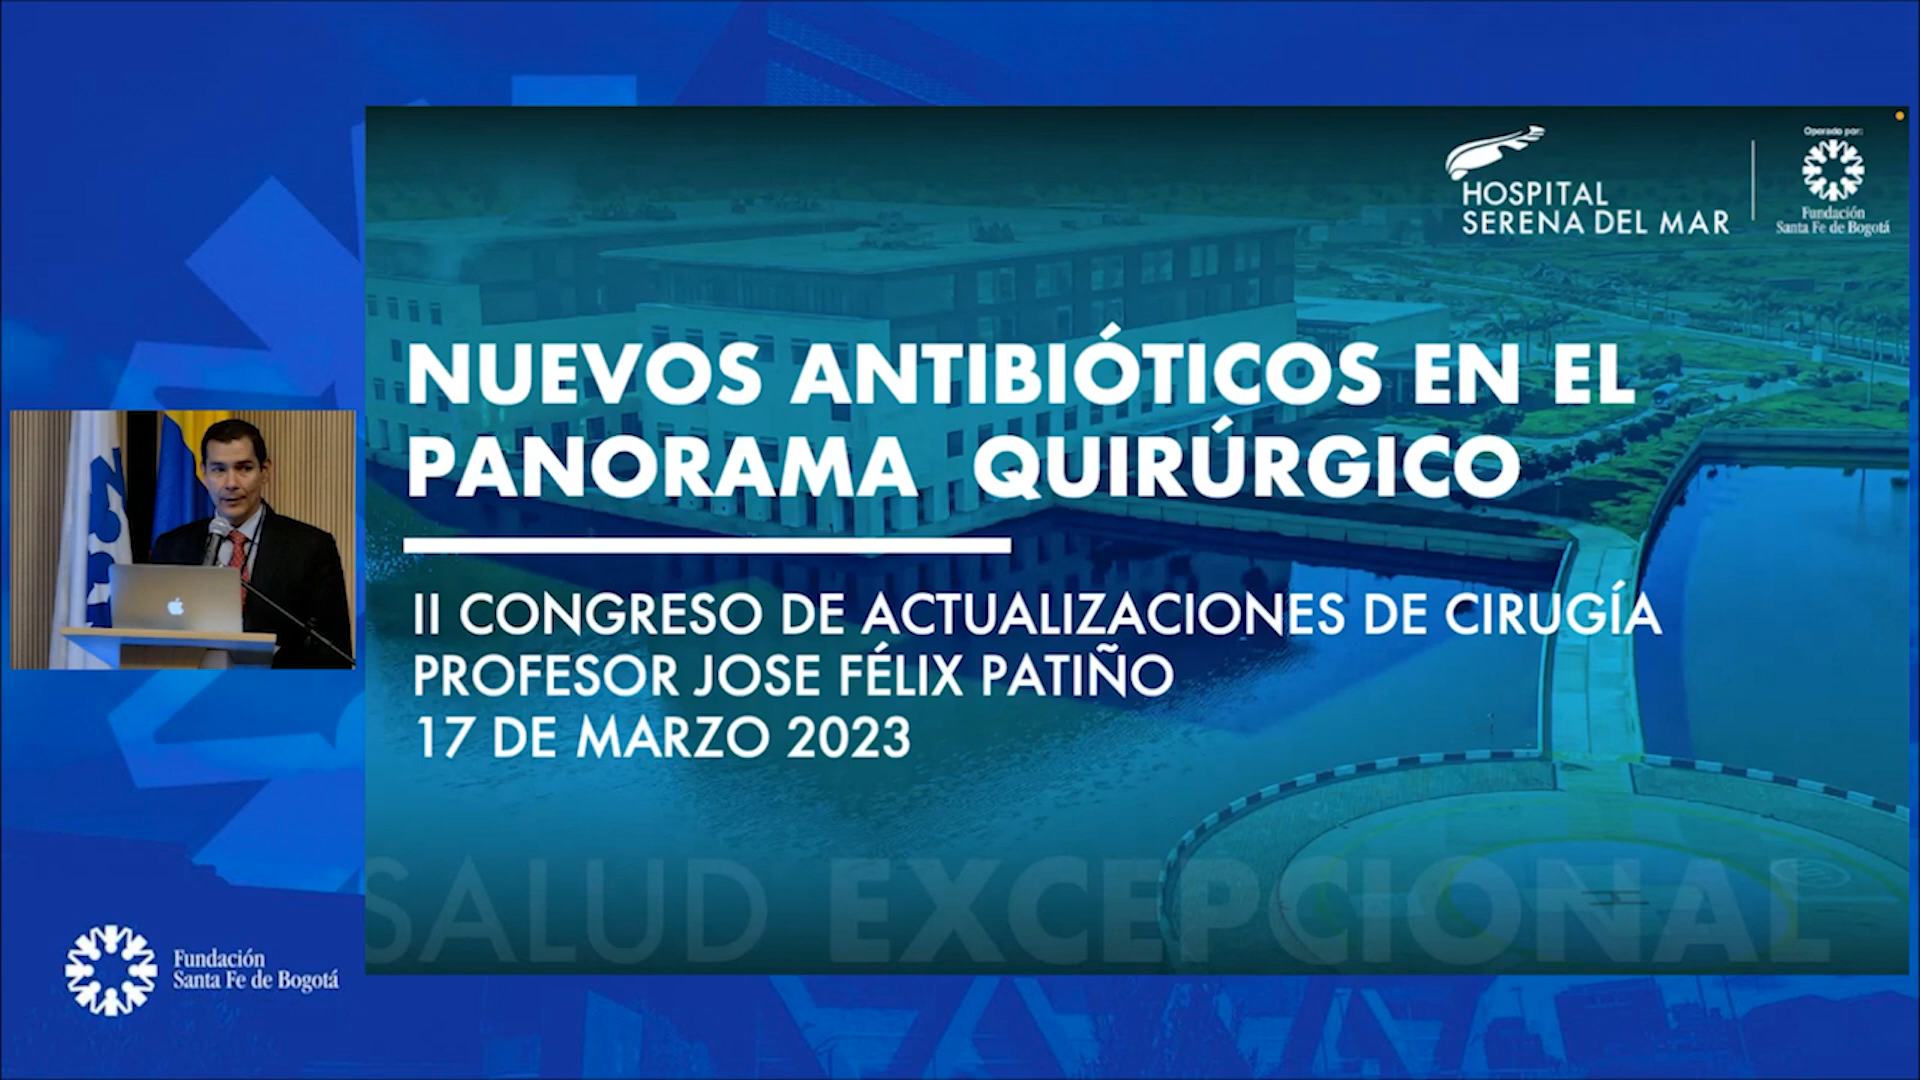 HOSPITAL
SERENA DEL MAR
Operado por:
Fundación
Santa Fe de Bogotá
NUEVOS ANTIBIÓTICOS EN EL
PANORAMA QUIRÚRGICO
II CONGRESO DE ACTUALIZACIONES DE CIRUGÍA
PROFESOR JOSE FÉLIX PATIÑO
17 DE MARZO 2023
SALUD EXCEPCIONAL
Fundación
Santa Fe de Bogotá